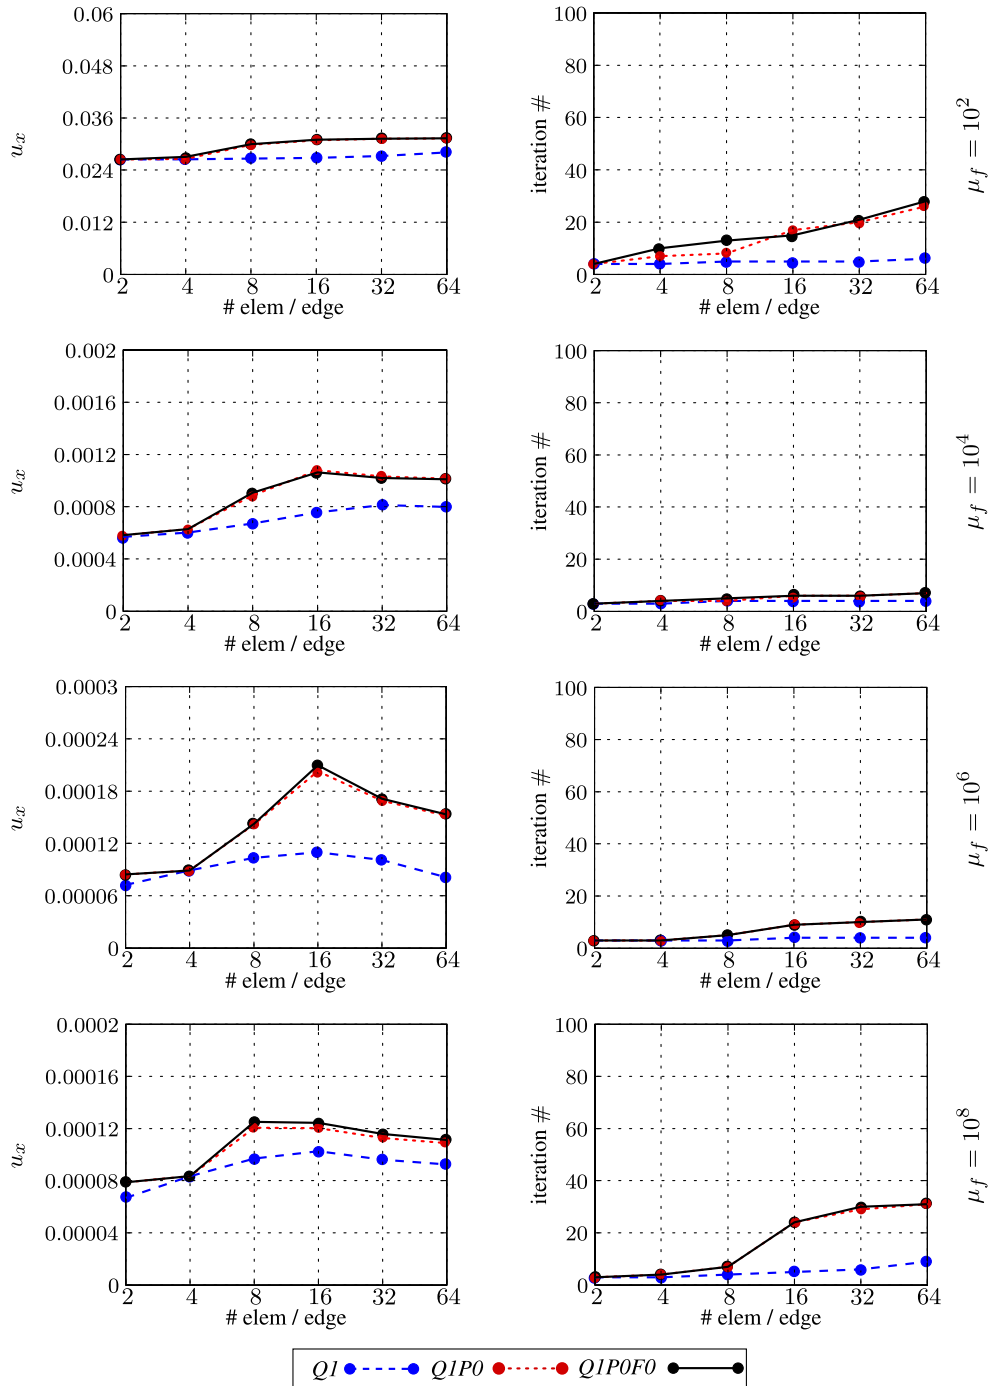 0.06
0.048
0.036
0.024
0.012
0
u_x
2 4 8 16 32 64
# elem / edge
100
80
60
40
20
0
iteration #
2 4 8 16 32 64
# elem / edge
μ_f = 10^2
0.002
0.0016
0.0012
0.0008
0.0004
0
u_x
2 4 8 16 32 64
# elem / edge
100
80
60
40
20
0
iteration #
2 4 8 16 32 64
# elem / edge
μ_f = 10^4
0.0003
0.00024
0.00018
0.00012
0.00006
0
u_x
2 4 8 16 32 64
# elem / edge
100
80
60
40
20
0
iteration #
2 4 8 16 32 64
# elem / edge
μ_f = 10^6
0.0002
0.00016
0.00012
0.00008
0.00004
0
u_x
2 4 8 16 32 64
# elem / edge
100
80
60
40
20
0
iteration #
2 4 8 16 32 64
# elem / edge
μ_f = 10^8
Q1 Q1P0 Q1P0F0